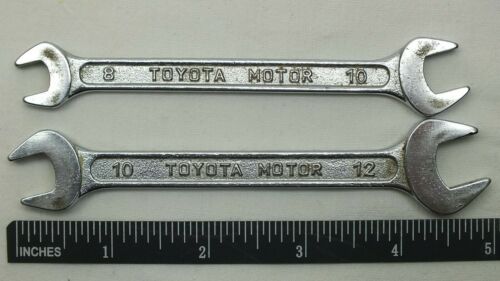 8 TOYOTA MOTOR 10
10 TOYOTA MOTOR 12
INCHES 1 2 3 4 5